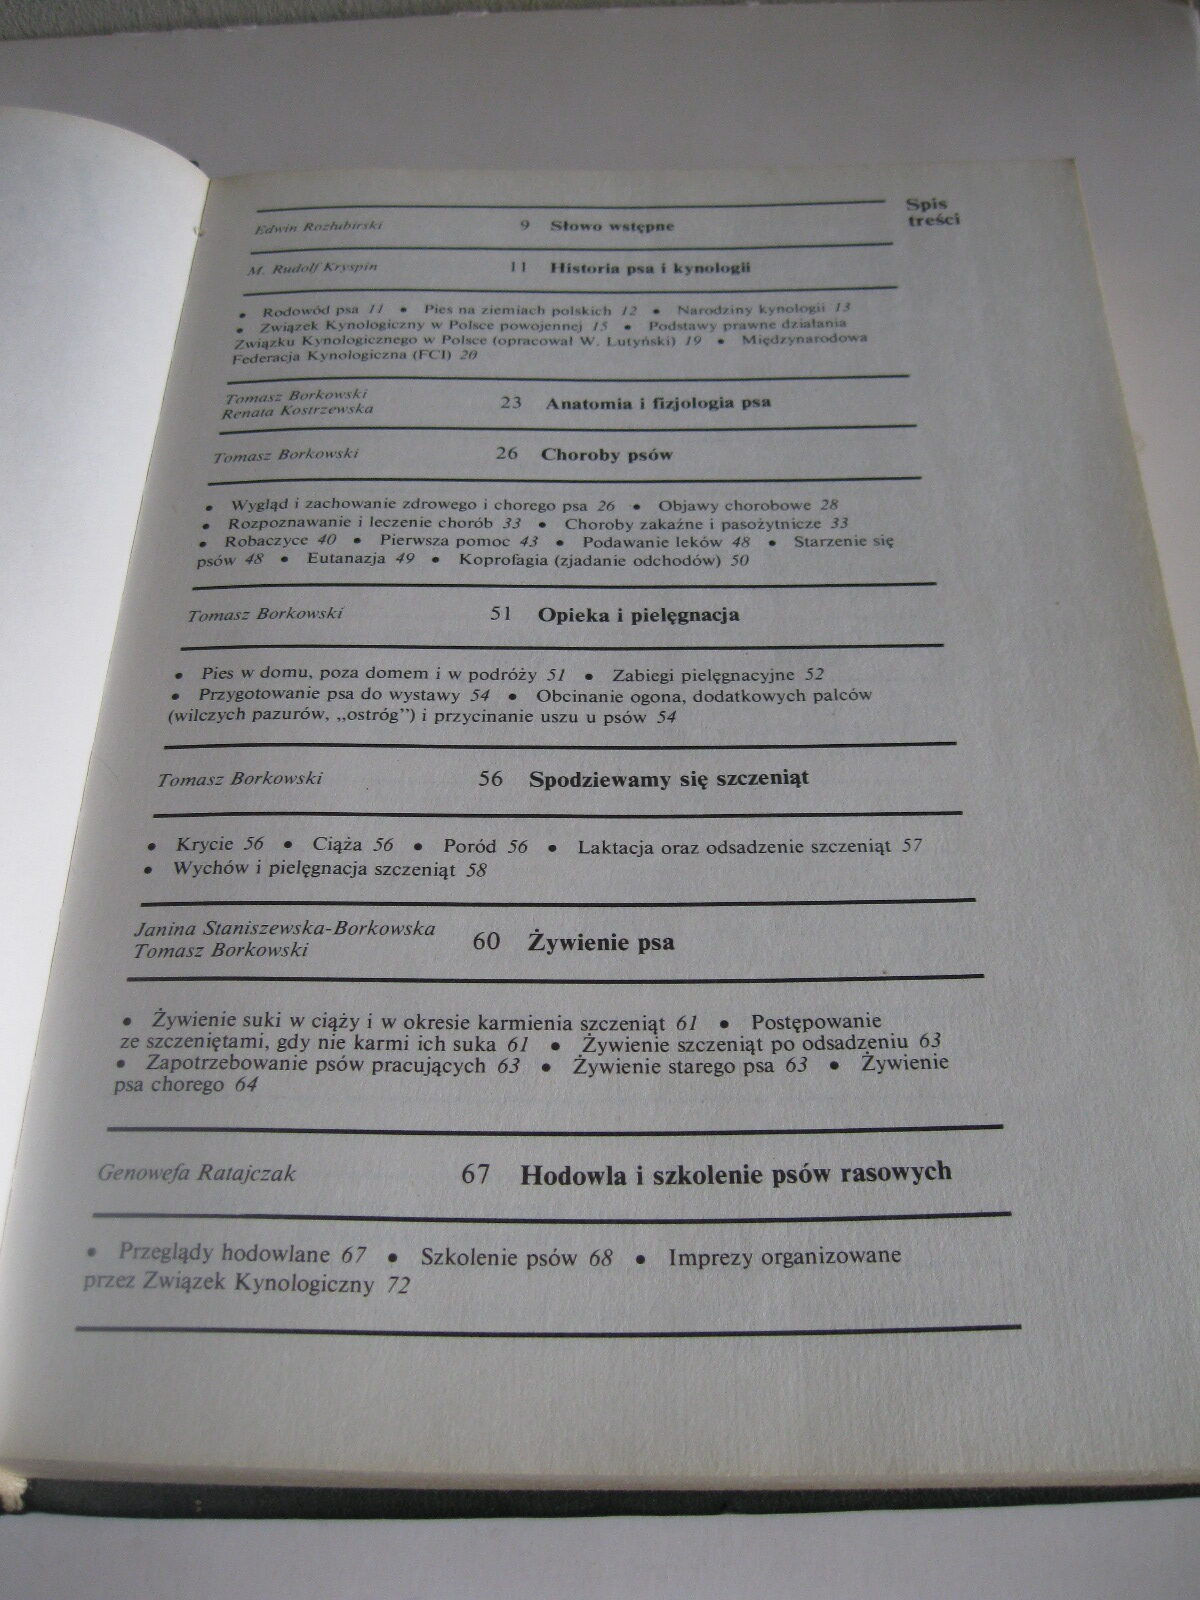 Spis
treści
Edwin Rozłubirski 9 Słowo wstępne
M. Rudolf Kryspin 11 Historia psa i kynologii
• Rodowód psa 11 • Pies na ziemiach polskich 12 • Narodziny kynologii 13
• Związek Kynologiczny w Polsce powojennej 15 • Podstawy prawne działania
Związku Kynologicznego w Polsce (opracował W. Lutyński) 19 • Międzynarodowa
Federacja Kynologiczna (FCI) 20
Tomasz Borkowski
Renata Kostrzewska 23 Anatomia i fizjologia psa
Tomasz Borkowski 26 Choroby psów
• Wygląd i zachowanie zdrowego i chorego psa 26 • Objawy chorobowe 28
• Rozpoznawanie i leczenie chorób 33 • Choroby zakaźne i pasożytnicze 33
• Robaczyce 40 • Pierwsza pomoc 43 • Podawanie leków 48 • Starzenie się
psów 48 • Eutanazja 49 • Koprofagia (zjadanie odchodów) 50
Tomasz Borkowski 51 Opieka i pielęgnacja
• Pies w domu, poza domem i w podróży 51 • Zabiegi pielęgnacyjne 52
• Przygotowanie psa do wystawy 54 • Obcinanie ogona, dodatkowych palców
(wilczych pazurów, „ostróg”) i przycinanie uszu u psów 54
Tomasz Borkowski 56 Spodziewamy się szczeniąt
• Krycie 56 • Ciąża 56 • Poród 56 • Laktacja oraz odsadzenie szczeniąt 57
• Wychów i pielęgnacja szczeniąt 58
Janina Staniszewska-Borkowska
Tomasz Borkowski 60 Żywienie psa
• Żywienie suki w ciąży i w okresie karmienia szczeniąt 61 • Postępowanie
ze szczeniętami, gdy nie karmi ich suka 61 • Żywienie szczeniąt po odsadzeniu 63
• Zapotrzebowanie psów pracujących 63 • Żywienie starego psa 63 • Żywienie
psa chorego 64
Genowefa Ratajczak 67 Hodowla i szkolenie psów rasowych
• Przeglądy hodowlane 67 • Szkolenie psów 68 • Imprezy organizowane
przez Związek Kynologiczny 72